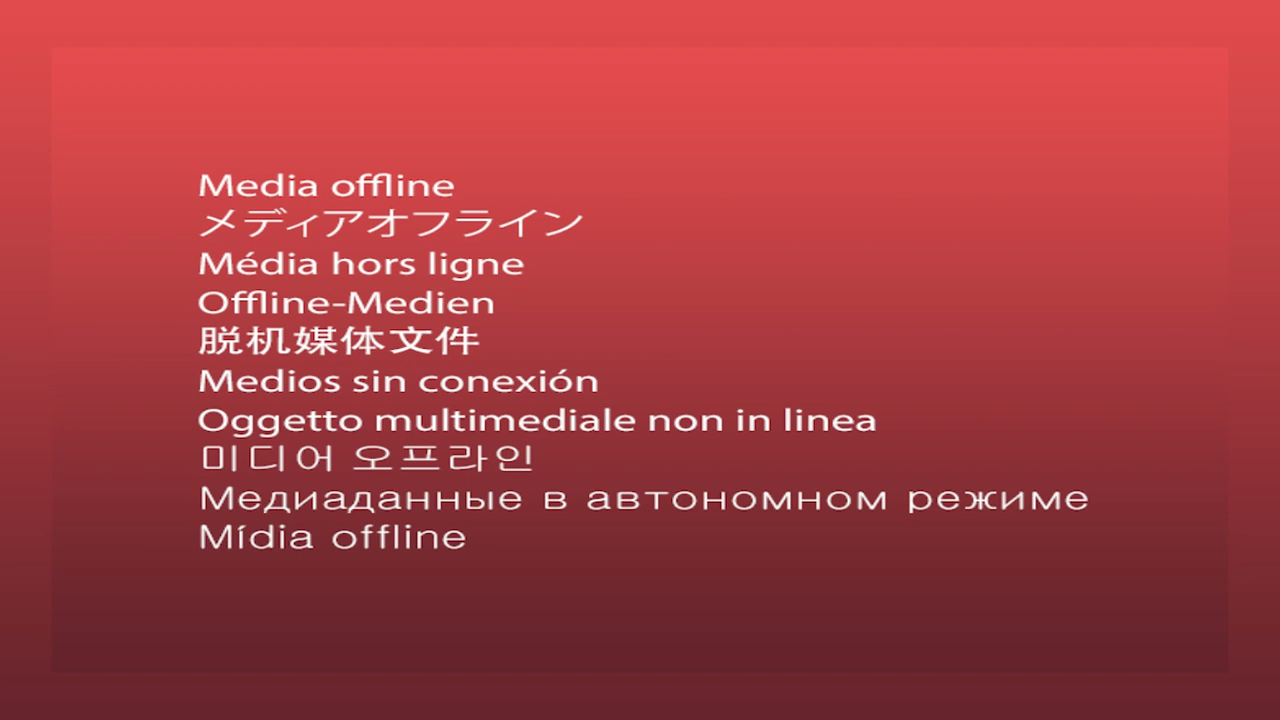 Media offline
メディアオフライン
Média hors ligne
Offline-Medien
脱机媒体文件
Medios sin conexión
Oggetto multimediale non in linea
미디어 오프라인
Медиаданные в автономном режиме
Mídia offline